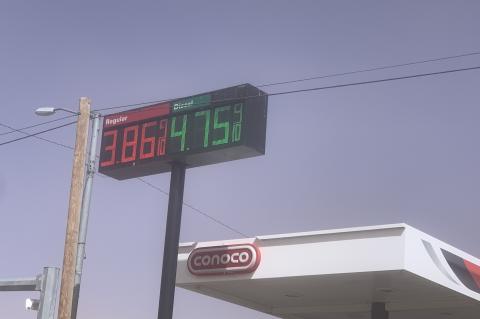 Regular
Diesel
3.86 9/10
4.75 9/10
CONOCO